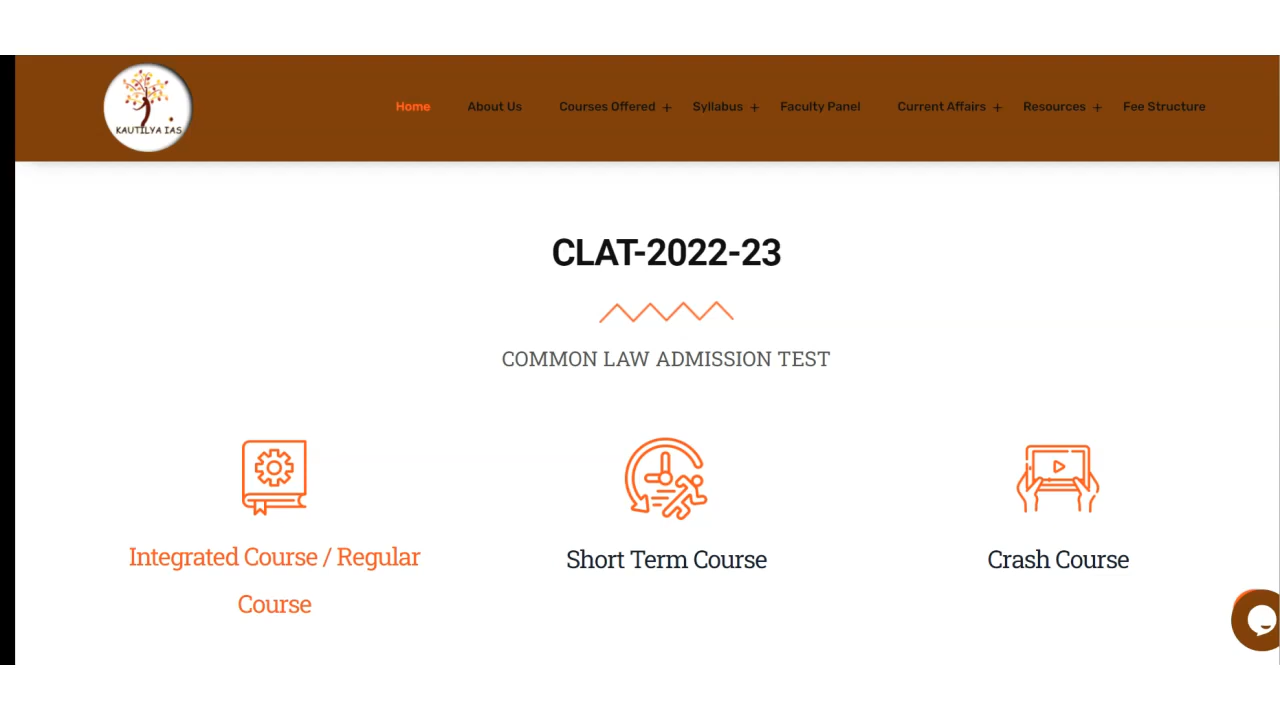 KAUTILYA IAS
Home About Us Courses Offered + Syllabus + Faculty Panel Current Affairs + Resources + Fee Structure
CLAT-2022-23
COMMON LAW ADMISSION TEST
Integrated Course / Regular
Course
Short Term Course
Crash Course